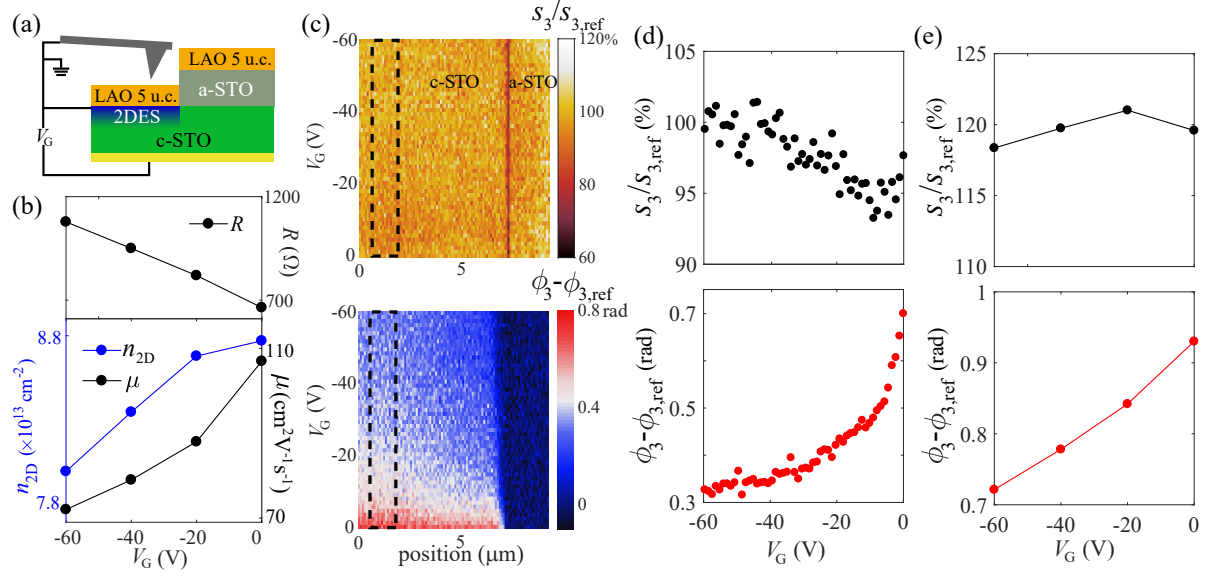 (a)
LAO 5 u.c.
a-STO
LAO 5 u.c.
2DES
c-STO
V_G
(b)
R
1200
R (Ω)
700
8.8
n_2D
μ
110
n_2D (×10^13 cm^-2)
μ (cm^2V^-1s^-1)
7.8
70
-60 -40 -20 0
V_G (V)
(c)
s_3/s_3,ref
-60
-40
-20
0
V_G (V)
c-STO
a-STO
120%
100
80
60
0 5
ϕ_3-ϕ_3,ref
-60
-40
-20
0
V_G (V)
0.8 rad
0.4
0
0 5
position (μm)
(d)
105
100
95
90
s_3/s_3,ref (%)
0.7
0.5
0.3
ϕ_3-ϕ_3,ref (rad)
-60 -40 -20 0
V_G (V)
(e)
125
120
115
110
s_3/s_3,ref (%)
1
0.9
0.8
0.7
ϕ_3-ϕ_3,ref (rad)
-60 -40 -20 0
V_G (V)